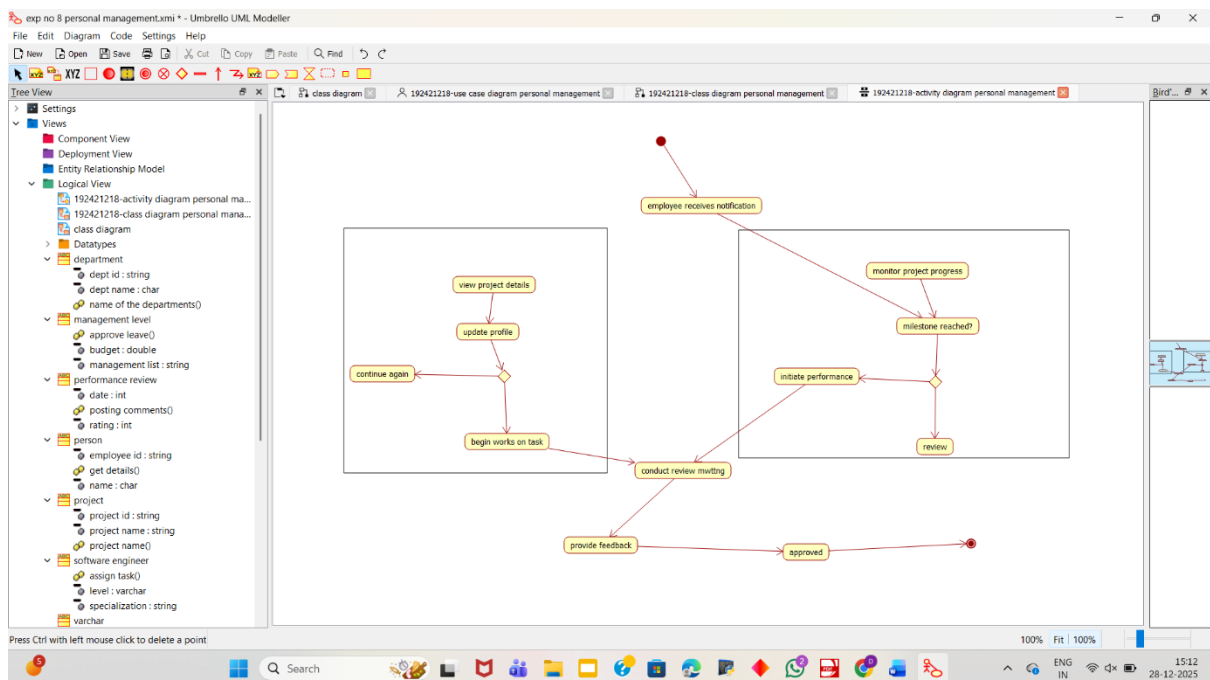 exp no 8 personal management.xmi * - Umbrello UML Modeller
File Edit Diagram Code Settings Help
New Open Save Cut Copy Paste Find
XYZ XYZ
Tree View
class diagram 192421218-use case diagram personal management 192421218-class diagram personal management 192421218-activity diagram personal management
Bird'...
Settings
Views
Component View
Deployment View
Entity Relationship Model
Logical View
192421218-activity diagram personal ma...
192421218-class diagram personal mana...
class diagram
Datatypes
department
dept id : string
dept name : char
name of the departments()
management level
approve leave()
budget : double
management list : string
performance review
date : int
posting comments()
rating : int
person
employee id : string
get details()
name : char
project
project id : string
project name : string
project name()
software engineer
assign task()
level : varchar
specialization : string
varchar
employee receives notification
view project details
update profile
continue again
begin works on task
monitor project progress
milestone reached?
initiate performance
review
conduct review mwttng
provide feedback
approved
Press Ctrl with left mouse click to delete a point
100% Fit 100%
5
Search
2
ENG
IN
15:12
28-12-2025